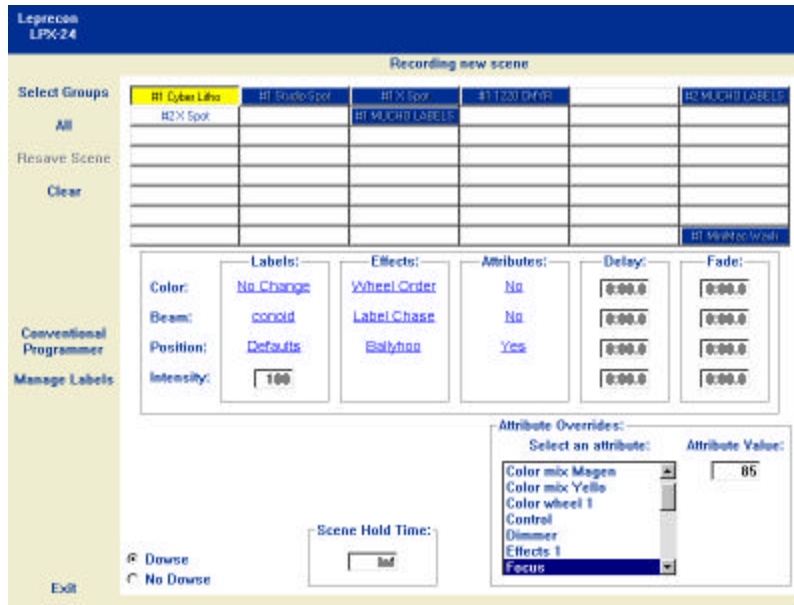 Leprecon
LPX-24
Recording new scene
Select Groups
All
Resave Scene
Clear
Conventional
Programmer
Manage Labels
Exit
#1 Cyber Litho #1 Studio Spot #1 X Spot #1 1220 CMYR #2 MUCHO LABELS
#2 X Spot #1 MUCHO LABELS
#1 MiniMac Wash
Labels: Effects: Attributes: Delay: Fade:
Color: No Change Wheel Order No 0:00.0 0:00.0
Beam: conoid Label Chase No 0:00.0 0:00.0
Position: Defaults Ballyhoo Yes 0:00.0 0:00.0
Intensity: 100 0:00.0 0:00.0
Attribute Overrides:
Select an attribute: Attribute Value:
Color mix Magen 85
Color mix Yello
Color wheel 1
Control
Dimmer
Effects 1
Focus
Scene Hold Time:
Inf
Dowse
No Dowse